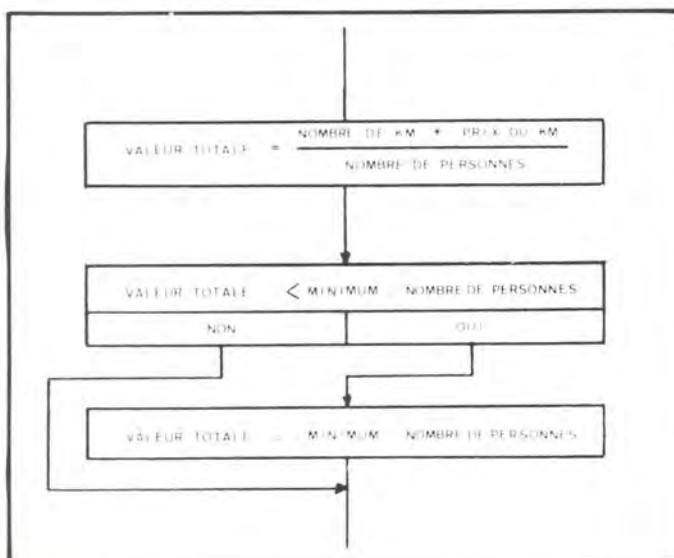 NOMBRE DE KM * PRIX DU KM
VALEUR TOTALE =
NOMBRE DE PERSONNES
VALEUR TOTALE < MINIMUM NOMBRE DE PERSONNES
NON OUI
VALEUR TOTALE MINIMUM NOMBRE DE PERSONNES